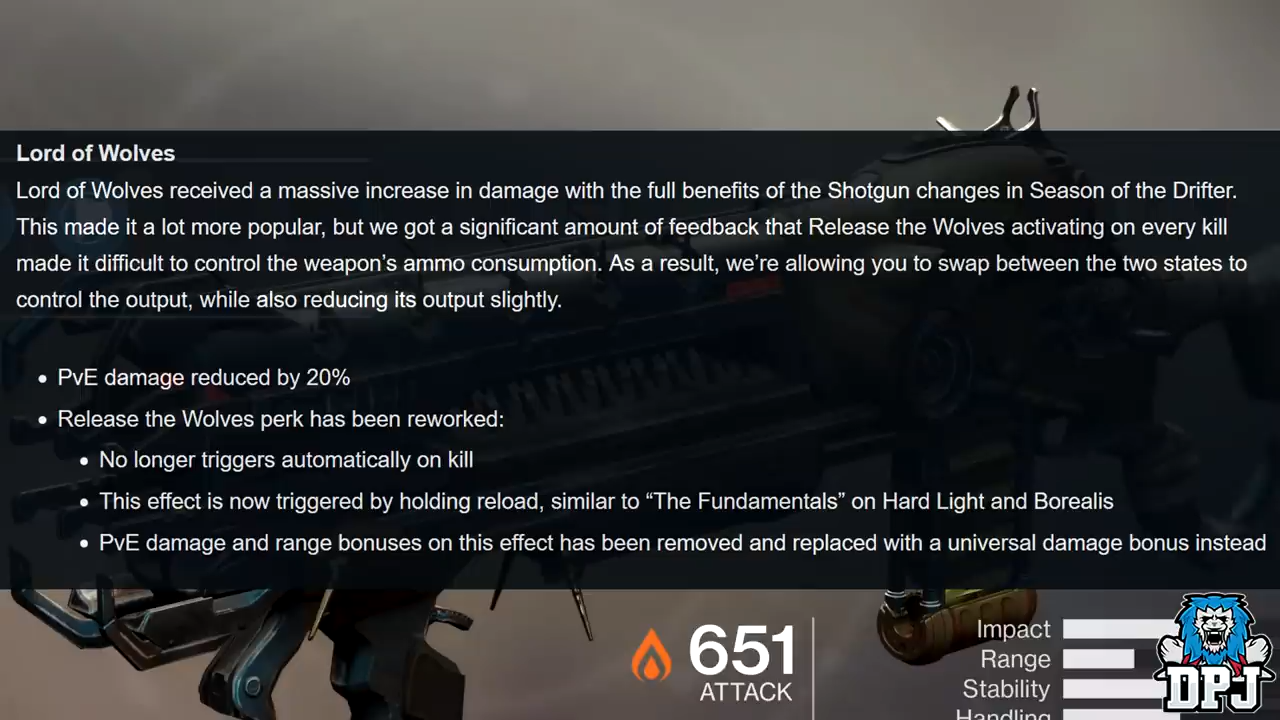 Lord of Wolves
Lord of Wolves received a massive increase in damage with the full benefits of the Shotgun changes in Season of the Drifter.
This made it a lot more popular, but we got a significant amount of feedback that Release the Wolves activating on every kill
made it difficult to control the weapon’s ammo consumption. As a result, we’re allowing you to swap between the two states to
control the output, while also reducing its output slightly.
• PvE damage reduced by 20%
• Release the Wolves perk has been reworked:
• No longer triggers automatically on kill
• This effect is now triggered by holding reload, similar to “The Fundamentals” on Hard Light and Borealis
• PvE damage and range bonuses on this effect has been removed and replaced with a universal damage bonus instead
651
ATTACK
Impact
Range
Stability
Handling
DPJ